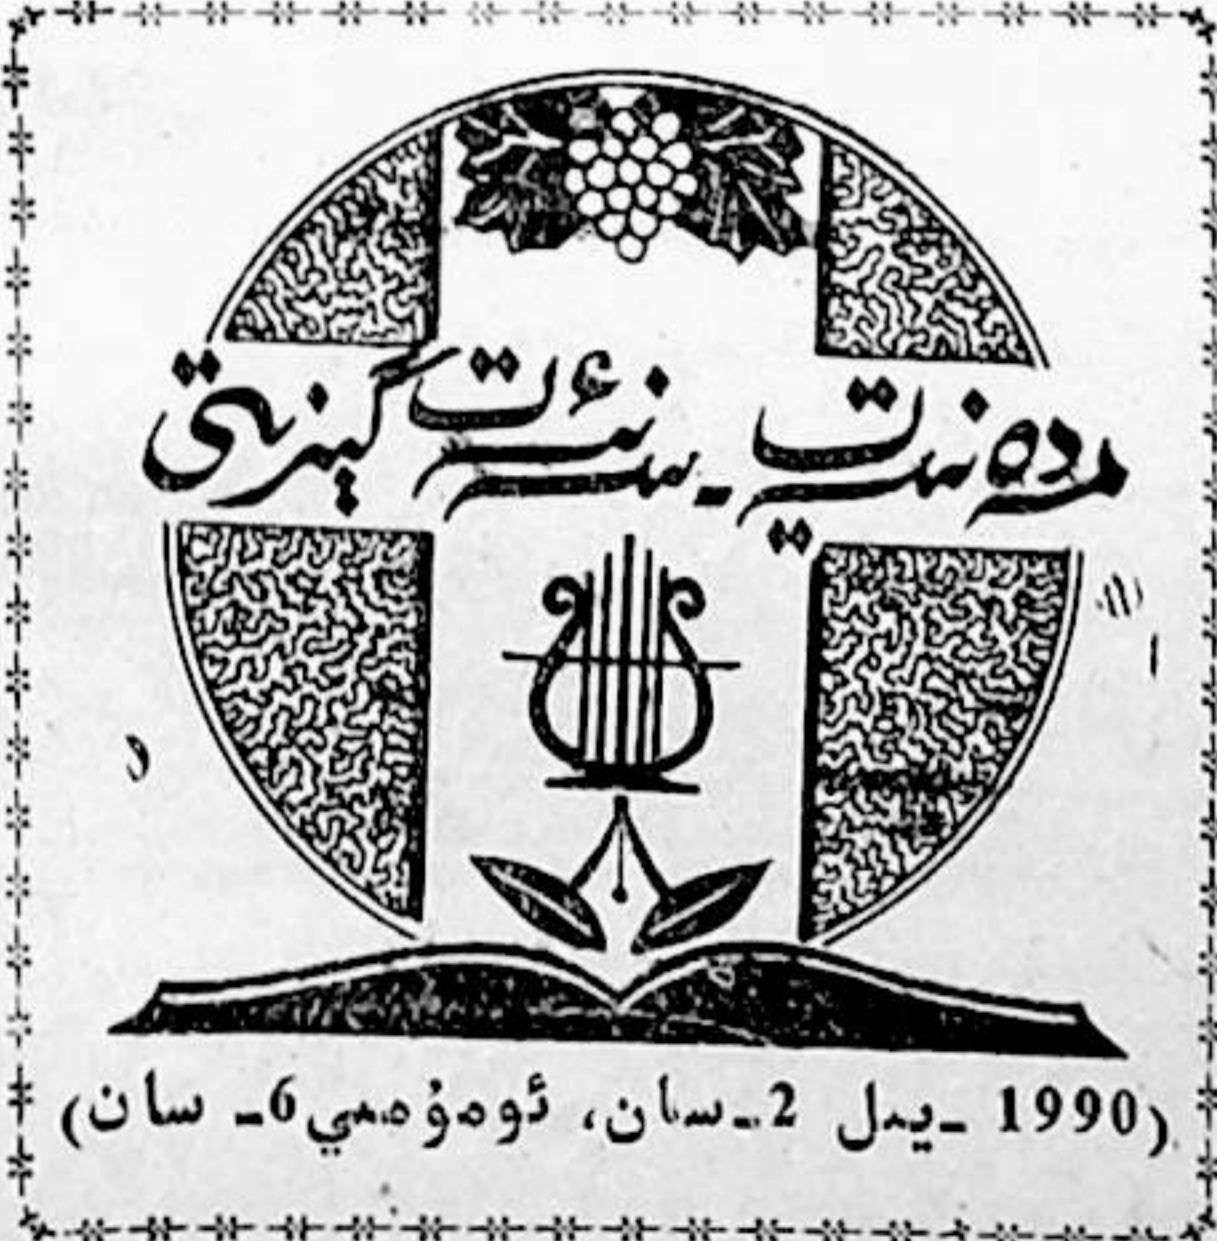 مەدەنىيەت ـ سەنئەت گېزىتى
(1990 ـ يىل 2 ـ سان، ئومۇمىي 6 ـ سان)